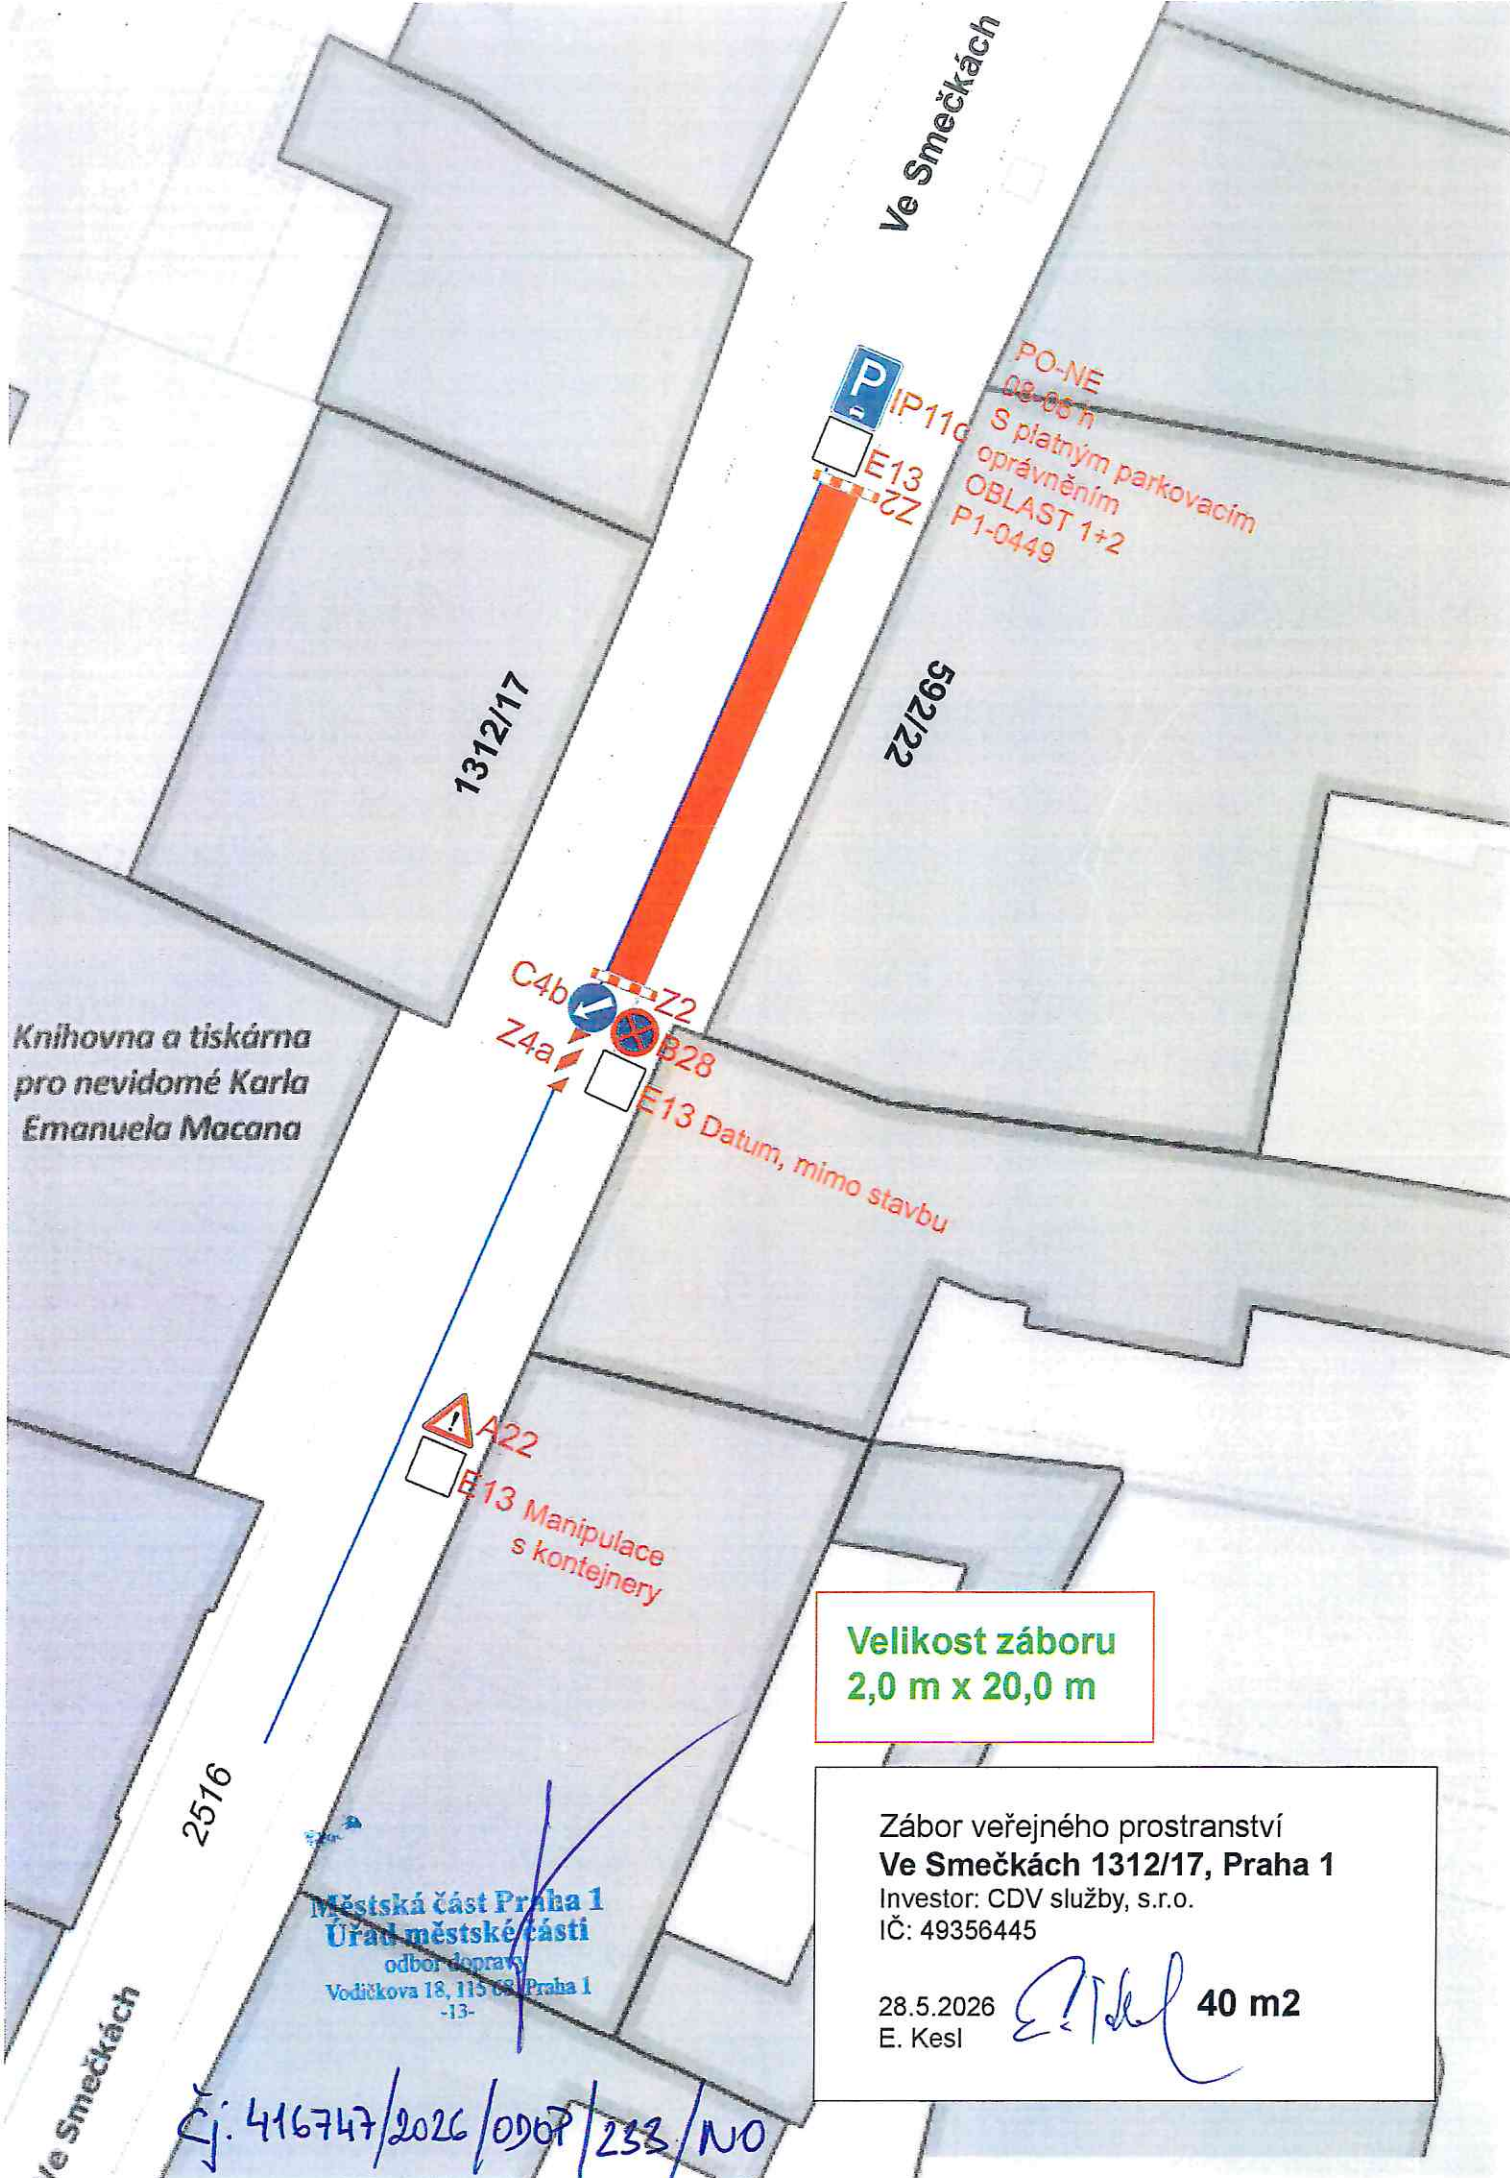 Ve Smečkách
P
IP11c
E13
Z2
PO-NE
08-06 h
S platným parkovacím
oprávněním
OBLAST 1+2
P1-0449
1312/17
592/22
C4b
Z2
Z4a
B28
E13 Datum, mimo stavbu
Knihovna a tiskárna
pro nevidomé Karla
Emanuela Macana
A22
E13 Manipulace
s kontejnery
Velikost záboru
2,0 m x 20,0 m
2516
Zábor veřejného prostranství
Ve Smečkách 1312/17, Praha 1
Investor: CDV služby, s.r.o.
IČ: 49356445
28.5.2026
E. Kesl
40 m2
Městská část Praha 1
Úřad městské části
odbor dopravy
Vodičkova 18, 115 68 Praha 1
-13-
Ve Smečkách
Čj. 416747/2026/ODOP/233/NO